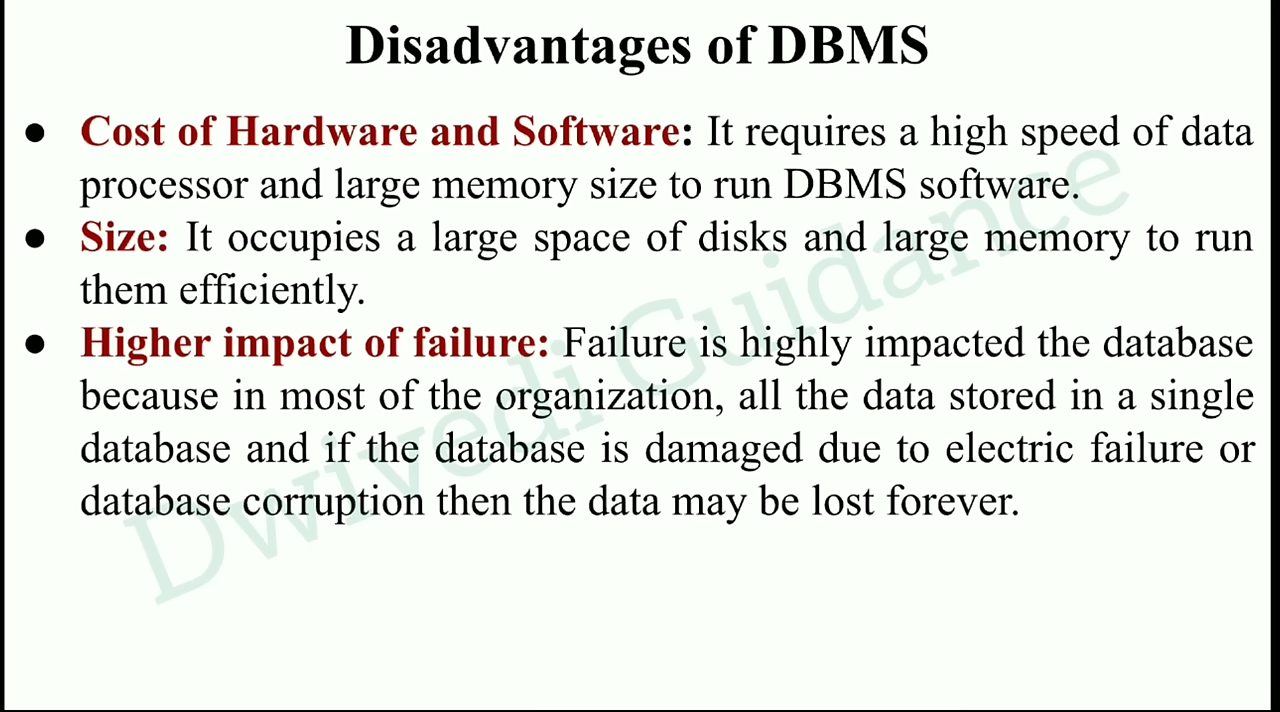 Disadvantages of DBMS
● Cost of Hardware and Software: It requires a high speed of data
processor and large memory size to run DBMS software.
● Size: It occupies a large space of disks and large memory to run
them efficiently.
● Higher impact of failure: Failure is highly impacted the database
because in most of the organization, all the data stored in a single
database and if the database is damaged due to electric failure or
database corruption then the data may be lost forever.
Dwivedi Guidance